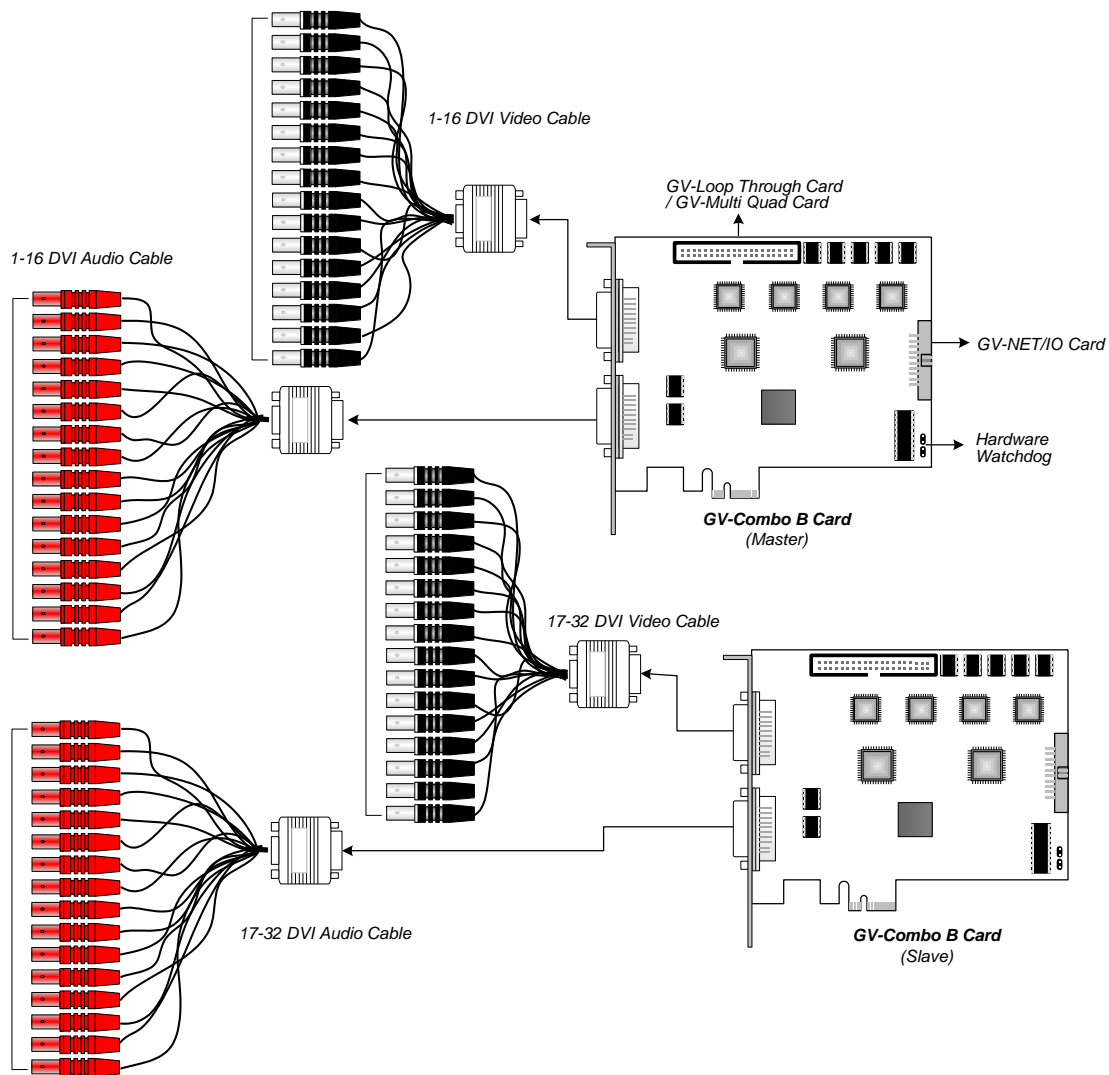 1-16 DVI Video Cable
GV-Loop Through Card
/ GV-Multi Quad Card
1-16 DVI Audio Cable
GV-NET/IO Card
Hardware
Watchdog
GV-Combo B Card
(Master)
17-32 DVI Video Cable
17-32 DVI Audio Cable
GV-Combo B Card
(Slave)